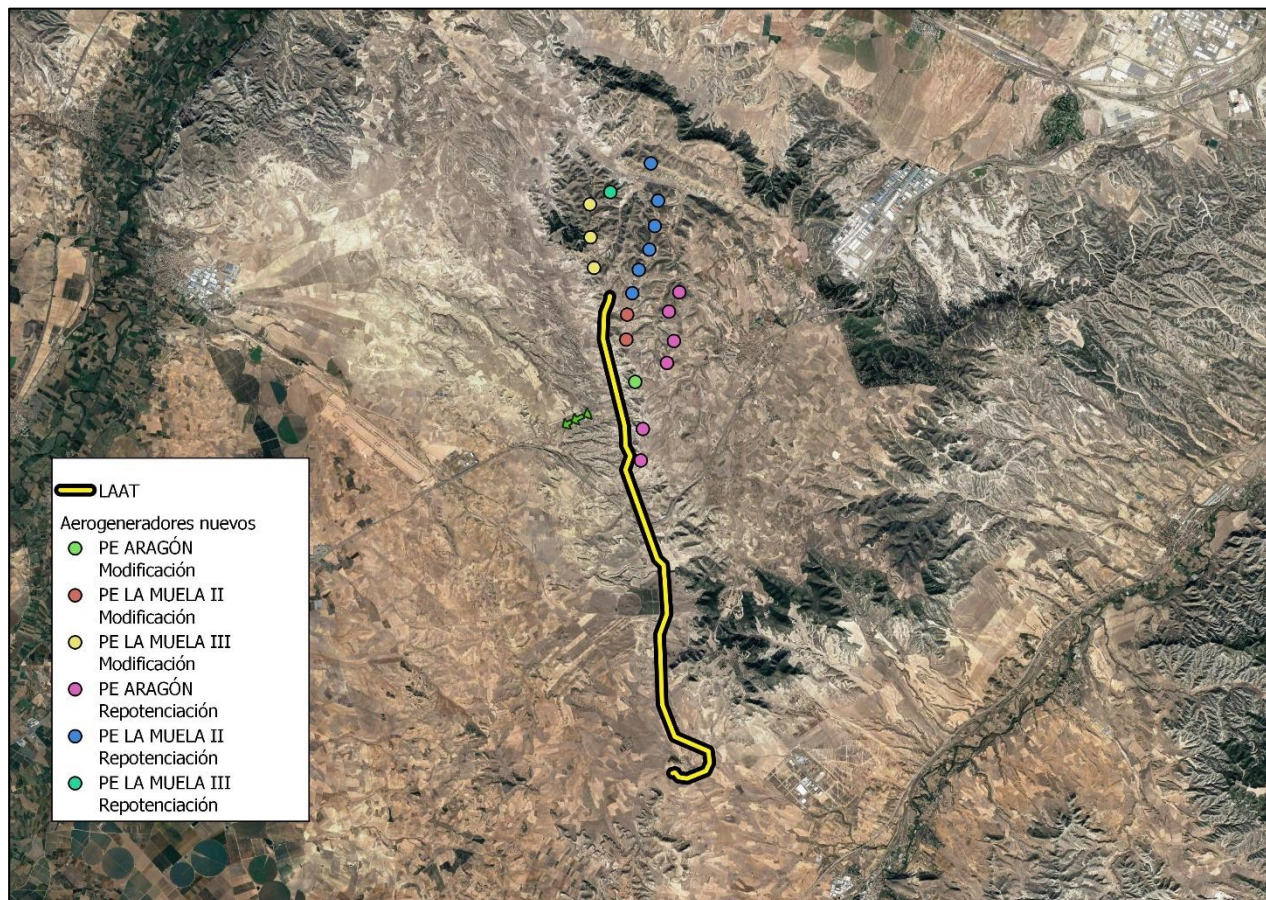 LAAT
Aerogeneradores nuevos
PE ARAGÓN
Modificación
PE LA MUELA II
Modificación
PE LA MUELA III
Modificación
PE ARAGÓN
Repotenciación
PE LA MUELA II
Repotenciación
PE LA MUELA III
Repotenciación